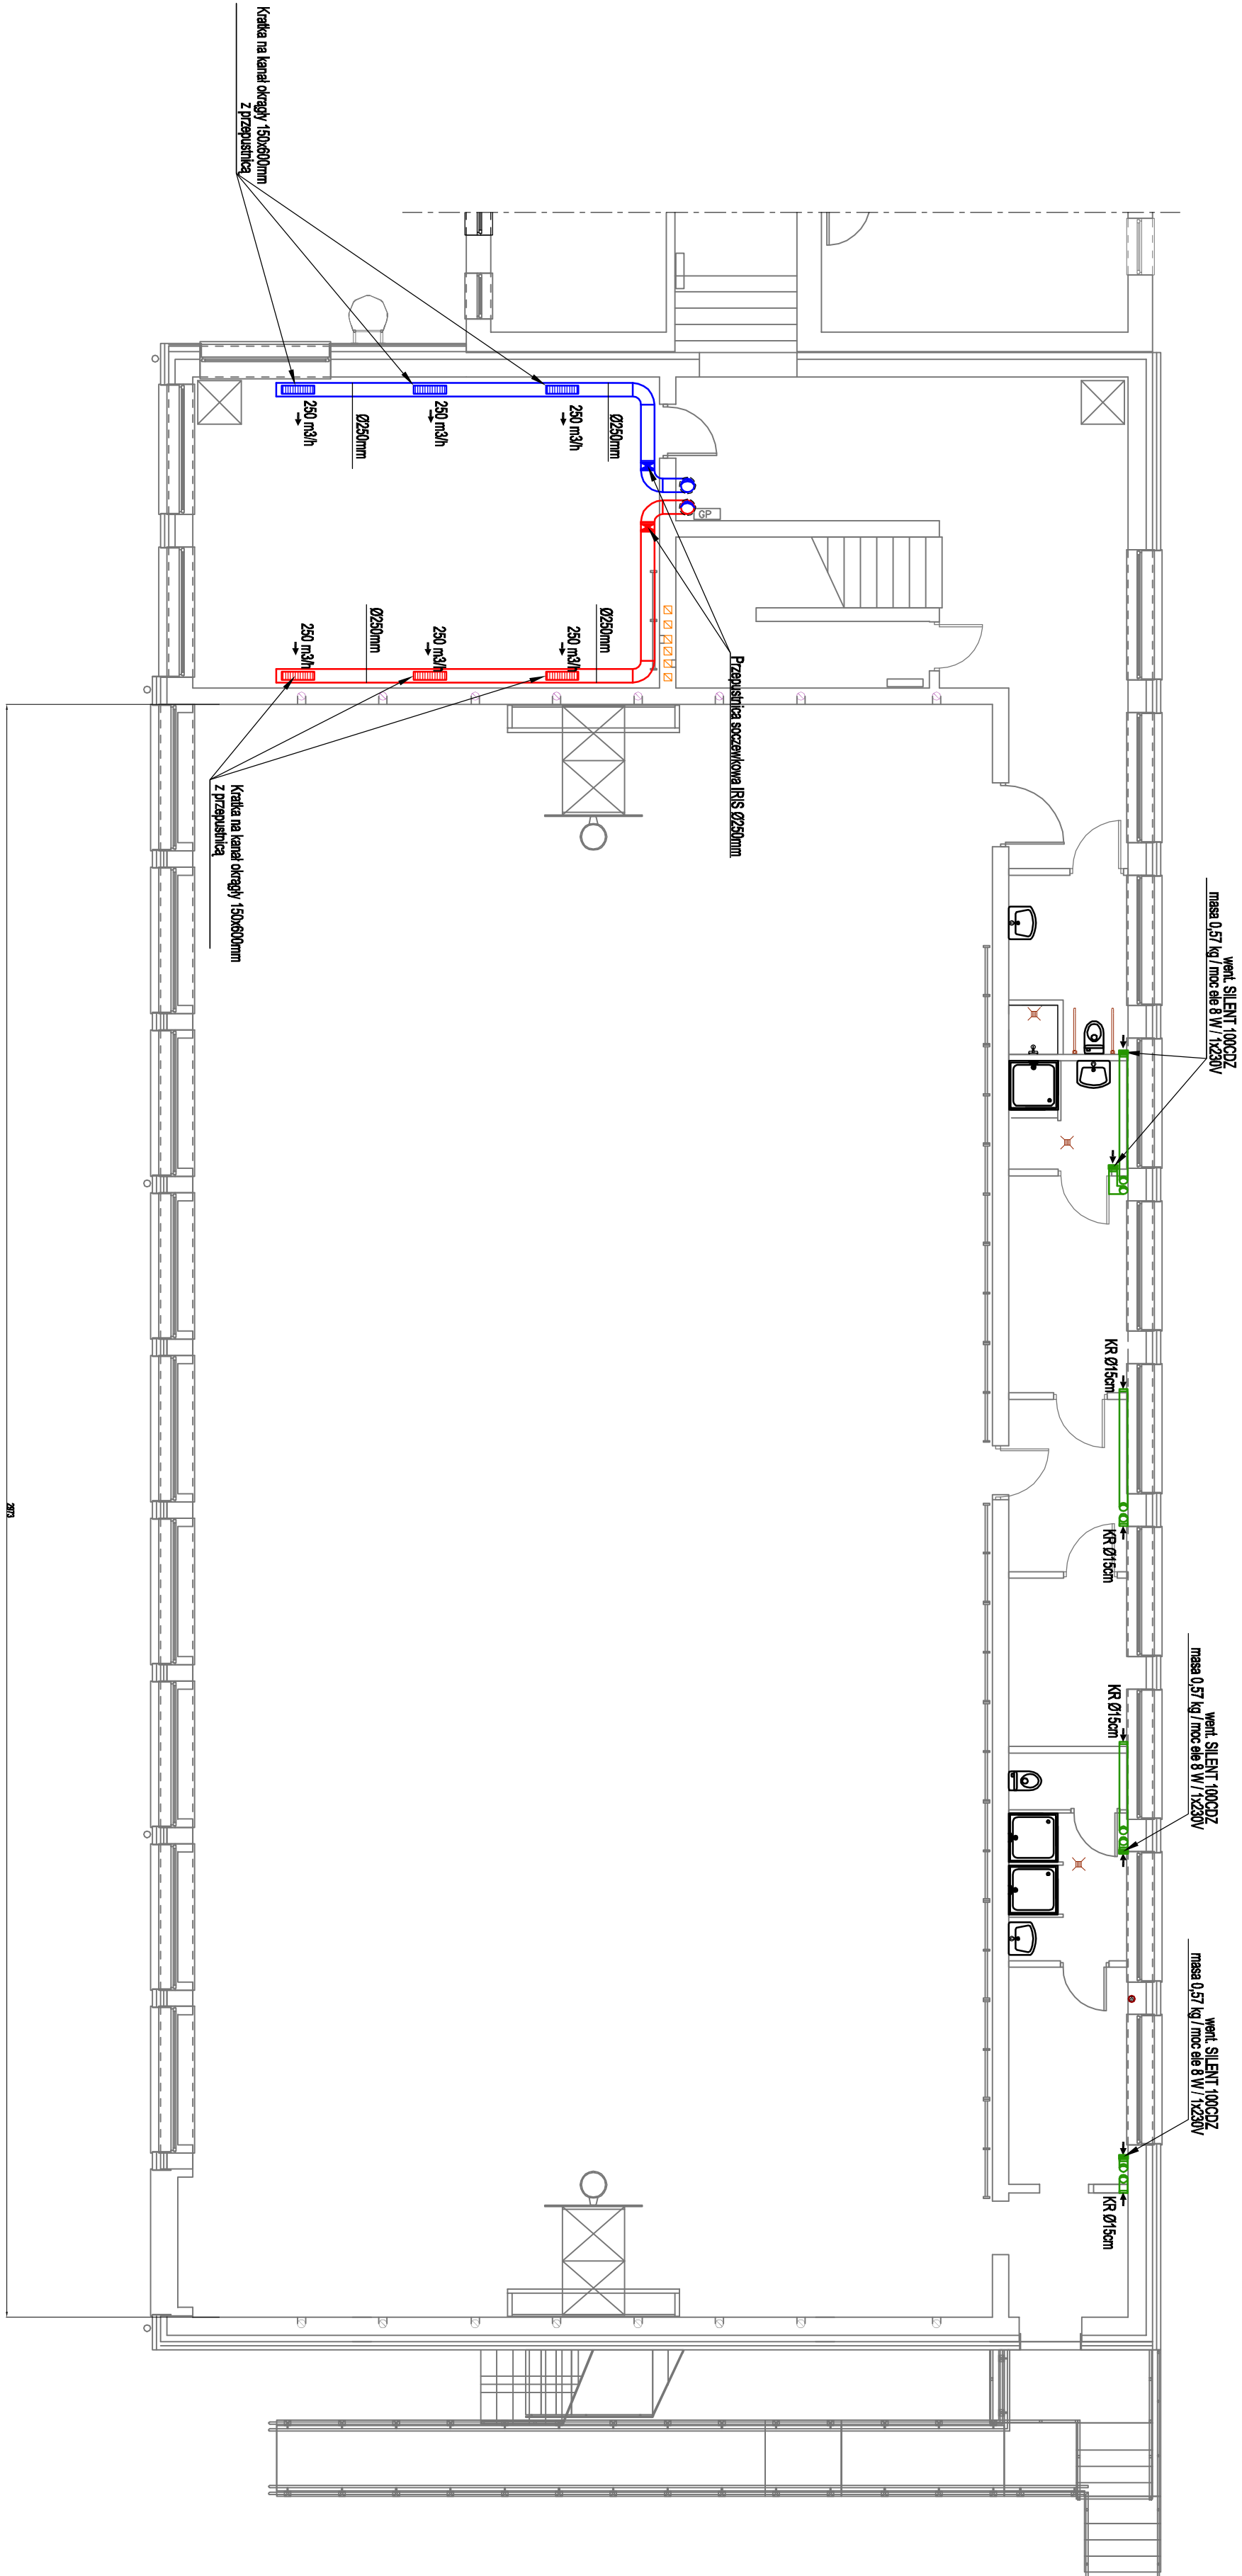 Kratka na kanał okrągły 150x600mm
z przepustnicą
250 m3/h
250 m3/h
250 m3/h
Ø250mm
Ø250mm
GP
250 m3/h
250 m3/h
250 m3/h
Ø250mm
Ø250mm
Przepustnica soczewkowa IRIS Ø250mm
Kratka na kanał okrągły 150x600mm
z przepustnicą
went. SILENT 100CDZ
masa 0,57 kg / moc ele 8 W / 1x230V
KR Ø15cm
KR Ø15cm
2973
went. SILENT 100CDZ
masa 0,57 kg / moc ele 8 W / 1x230V
KR Ø15cm
went. SILENT 100CDZ
masa 0,57 kg / moc ele 8 W / 1x230V
KR Ø15cm